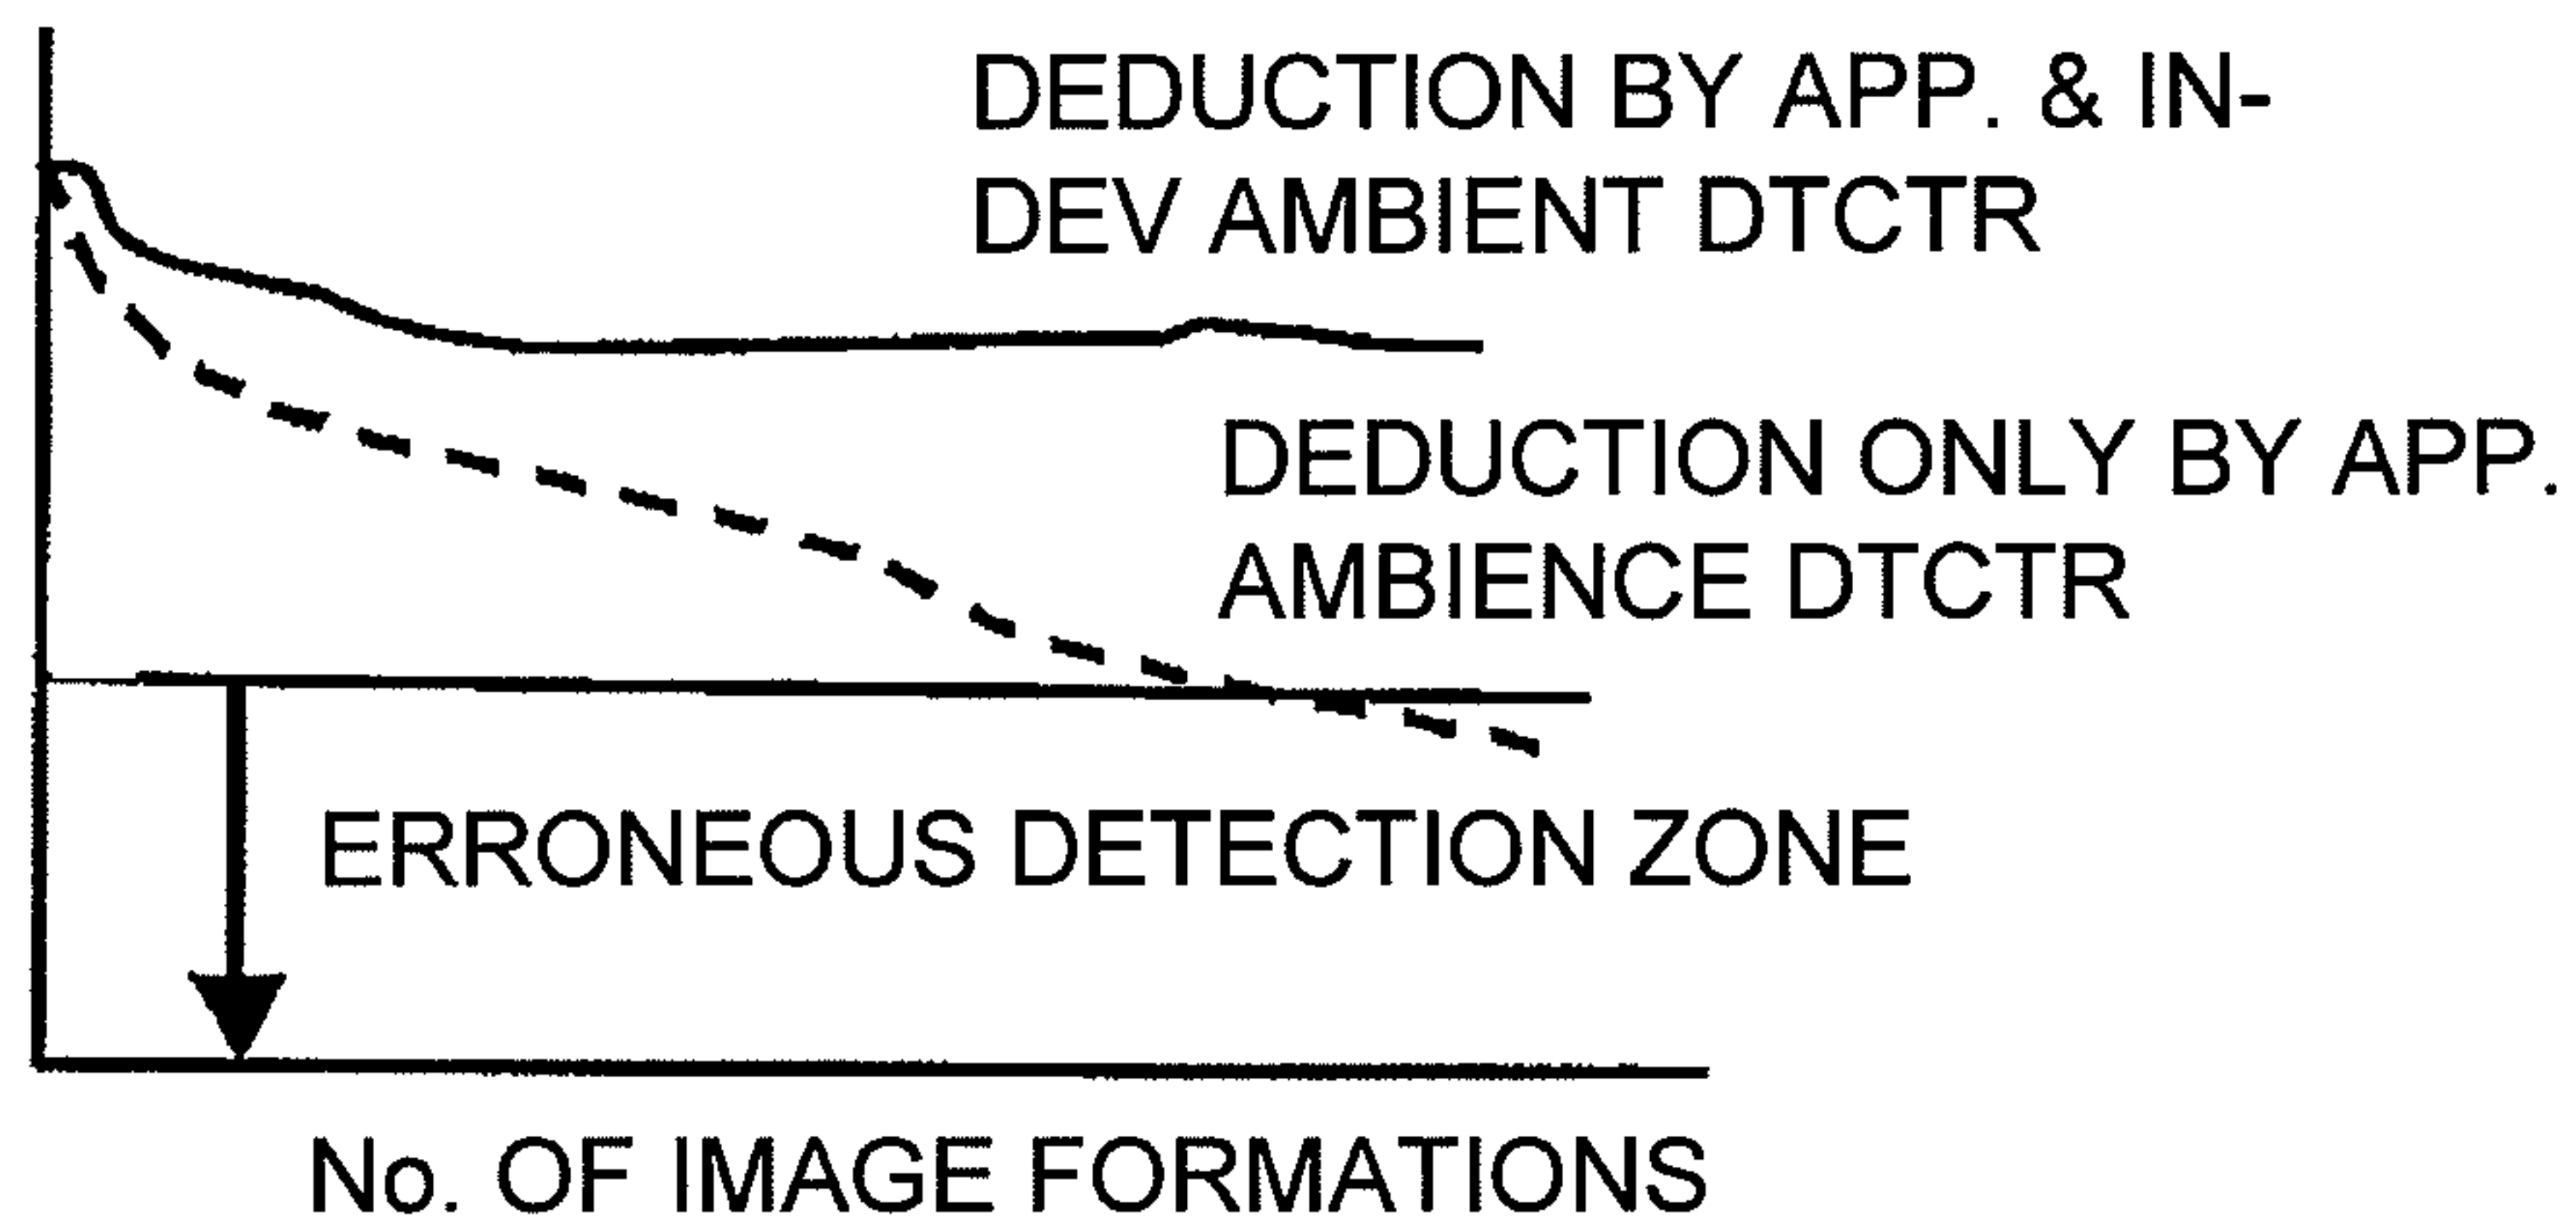 DEDUCTION BY APP. & IN-
DEV AMBIENT DTCTR
DEDUCTION ONLY BY APP.
AMBIENCE DTCTR
ERRONEOUS DETECTION ZONE
No. OF IMAGE FORMATIONS